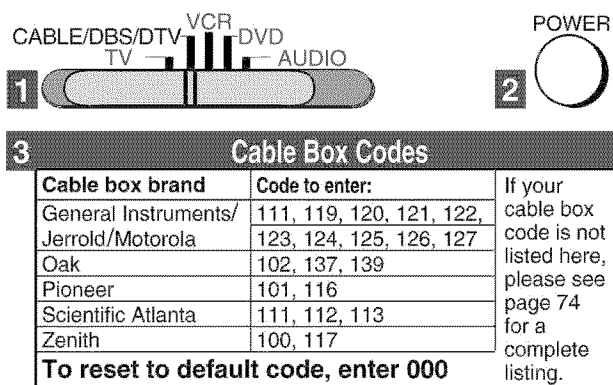 VCR
CABLE/DBS/DTV DVD
TV AUDIO
1
POWER
2
3 Cable Box Codes
Cable box brand Code to enter:
General Instruments/ 111, 119, 120, 121, 122,
Jerrold/Motorola 123, 124, 125, 126, 127
Oak 102, 137, 139
Pioneer 101, 116
Scientific Atlanta 111, 112, 113
Zenith 100, 117
To reset to default code, enter 000
If your
cable box
code is not
listed here,
please see
page 74
for a
complete
listing.